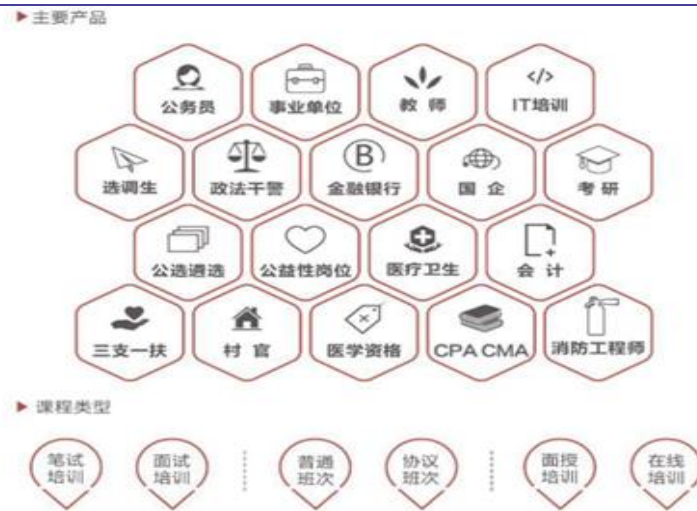 主要产品
公务员
事业单位
教 师
</>
IT培训
选调生
政法干警
B
金融银行
国 企
考 研
公选遴选
公益性岗位
医疗卫生
会 计
三支一扶
村 官
医学资格
CPA CMA
消防工程师
课程类型
笔试
培训
面试
培训
普通
班次
协议
班次
面授
培训
在线
培训